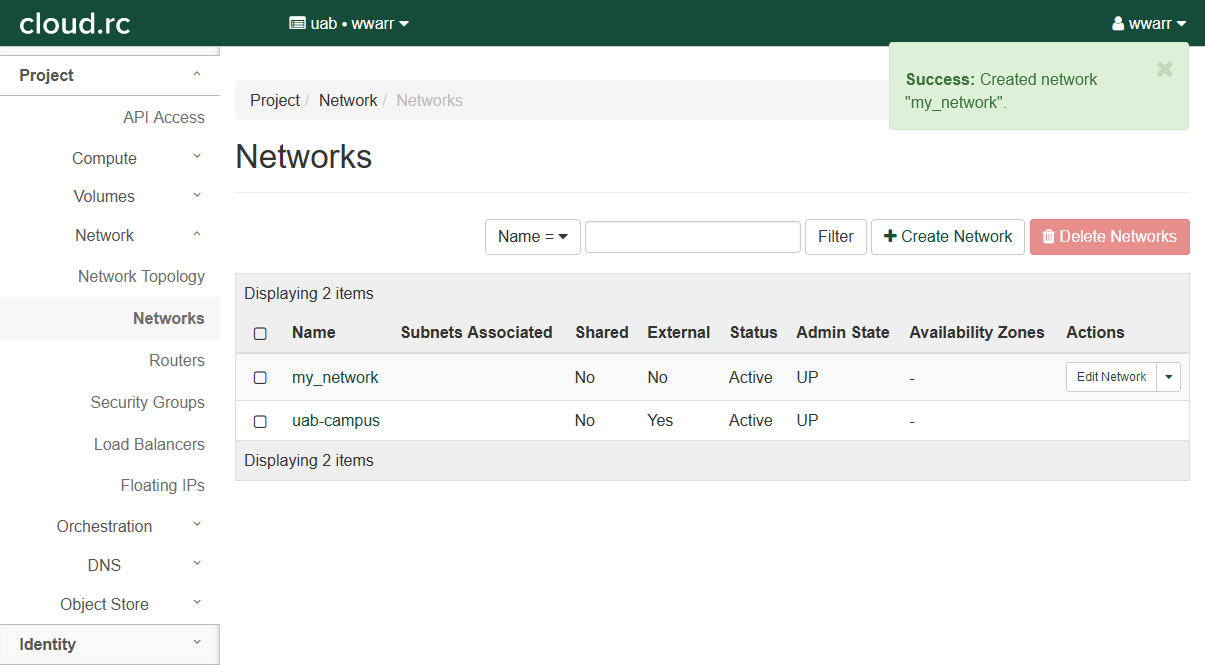 cloud.rc
uab • wwarr
wwarr
Success: Created network
"my_network".
Project
API Access
Compute
Volumes
Network
Network Topology
Networks
Routers
Security Groups
Load Balancers
Floating IPs
Orchestration
DNS
Object Store
Identity
Project / Network / Networks
Networks
Name = Filter Create Network Delete Networks
Displaying 2 items
Name Subnets Associated Shared External Status Admin State Availability Zones Actions
my_network No No Active UP - Edit Network
uab-campus No Yes Active UP -
Displaying 2 items